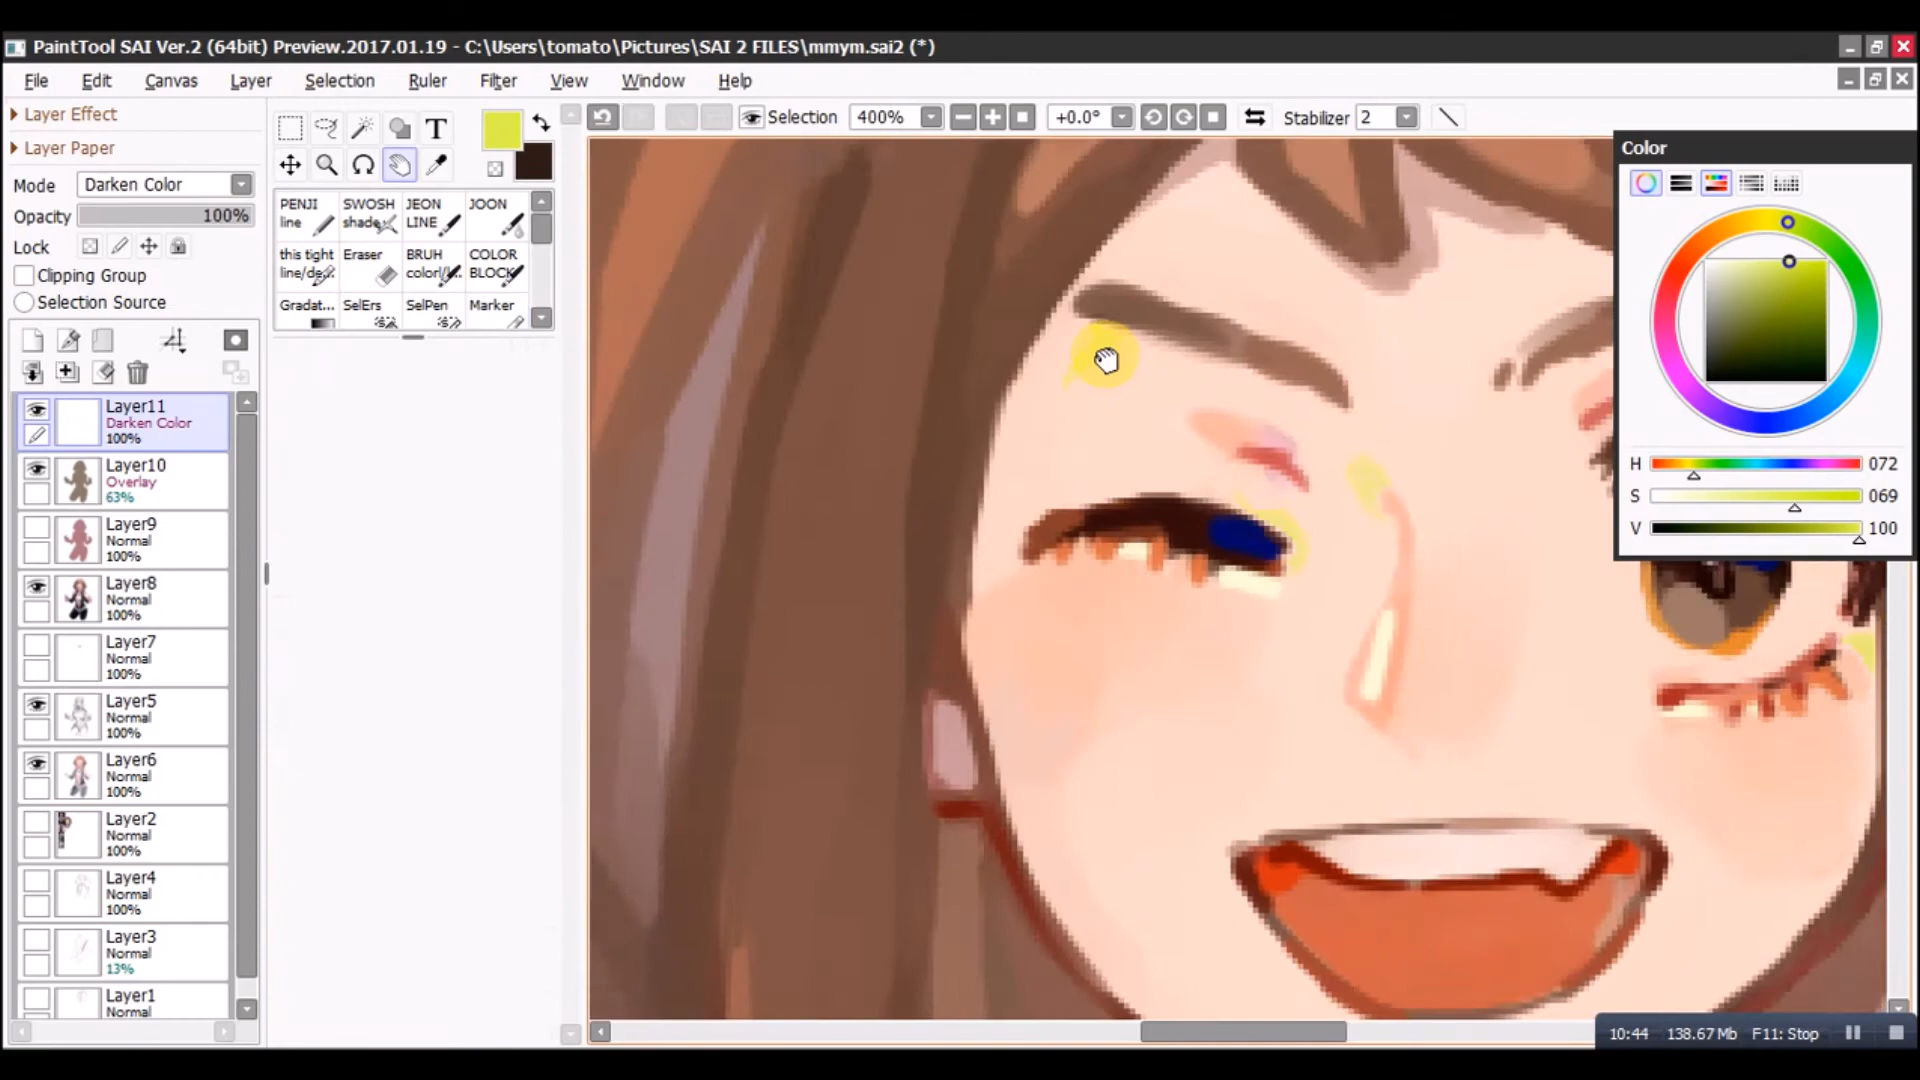 PaintTool SAI Ver.2 (64bit) Preview.2017.01.19 - C:\Users\tomato\Pictures\SAI 2 FILES\mmym.sai2 (*)
File Edit Canvas Layer Selection Ruler Filter View Window Help
Layer Effect
Layer Paper
Mode Darken Color
Opacity 100%
Lock
Clipping Group
Selection Source
T
Selection 400% +0.0° Stabilizer 2
PENJI line
SWOSH shade
JEON LINE
JOON
this tight line/de...
Eraser
BRUH color/l...
COLOR BLOCK
Gradat...
SelErs
SelPen
Marker
Layer11
Darken Color
100%
Layer10
Overlay
63%
Layer9
Normal
100%
Layer8
Normal
100%
Layer7
Normal
100%
Layer5
Normal
100%
Layer6
Normal
100%
Layer2
Normal
100%
Layer4
Normal
100%
Layer3
Normal
13%
Layer1
Normal
Color
H 072
S 069
V 100
10:44 138.67 Mb F11: Stop